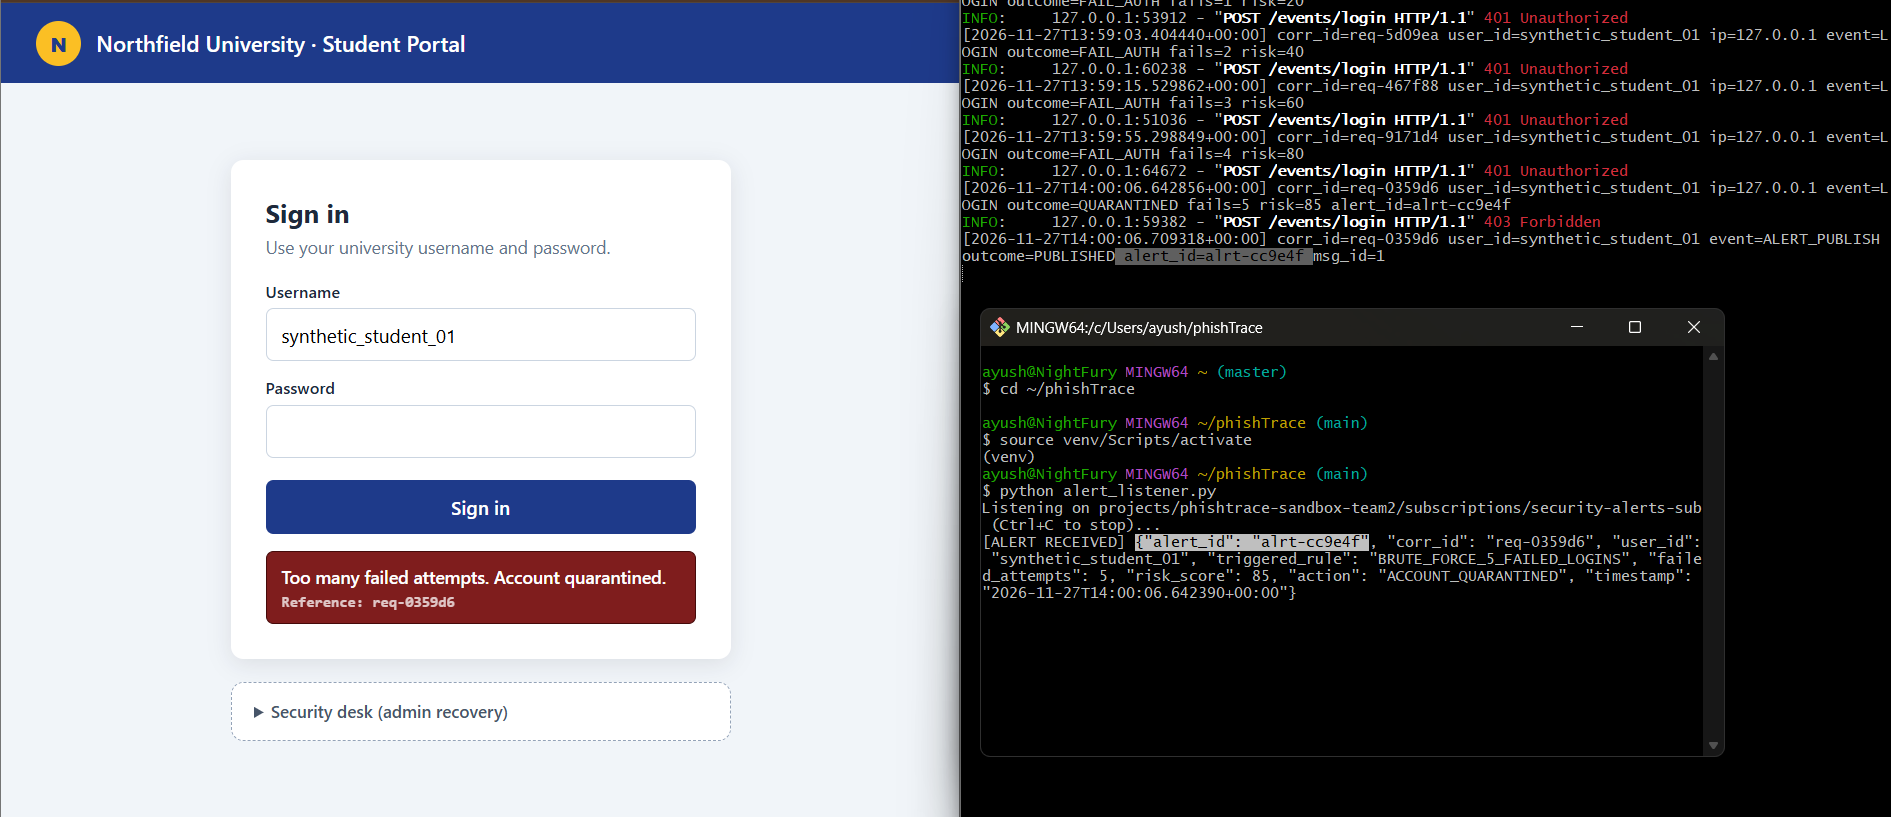 N
Northfield University · Student Portal
Sign in
Use your university username and password.
Username
synthetic_student_01
Password
Sign in
Too many failed attempts. Account quarantined.
Reference: req-0359d6
▶ Security desk (admin recovery)
OGIN outcome=FAIL_AUTH fails=1 risk=20
INFO:     127.0.0.1:53912 - "POST /events/login HTTP/1.1" 401 Unauthorized
[2026-11-27T13:59:03.404440+00:00] corr_id=req-5d09ea user_id=synthetic_student_01 ip=127.0.0.1 event=L
OGIN outcome=FAIL_AUTH fails=2 risk=40
INFO:     127.0.0.1:60238 - "POST /events/login HTTP/1.1" 401 Unauthorized
[2026-11-27T13:59:15.529862+00:00] corr_id=req-467f88 user_id=synthetic_student_01 ip=127.0.0.1 event=L
OGIN outcome=FAIL_AUTH fails=3 risk=60
INFO:     127.0.0.1:51036 - "POST /events/login HTTP/1.1" 401 Unauthorized
[2026-11-27T13:59:55.298849+00:00] corr_id=req-9171d4 user_id=synthetic_student_01 ip=127.0.0.1 event=L
OGIN outcome=FAIL_AUTH fails=4 risk=80
INFO:     127.0.0.1:64672 - "POST /events/login HTTP/1.1" 401 Unauthorized
[2026-11-27T14:00:06.642856+00:00] corr_id=req-0359d6 user_id=synthetic_student_01 ip=127.0.0.1 event=L
OGIN outcome=QUARANTINED fails=5 risk=85 alert_id=alrt-cc9e4f
INFO:     127.0.0.1:59382 - "POST /events/login HTTP/1.1" 403 Forbidden
[2026-11-27T14:00:06.709318+00:00] corr_id=req-0359d6 user_id=synthetic_student_01 event=ALERT_PUBLISH
outcome=PUBLISHED alert_id=alrt-cc9e4f msg_id=1
MINGW64:/c/Users/ayush/phishTrace
ayush@NightFury MINGW64 ~ (master)
$ cd ~/phishTrace
ayush@NightFury MINGW64 ~/phishTrace (main)
$ source venv/Scripts/activate
(venv)
ayush@NightFury MINGW64 ~/phishTrace (main)
$ python alert_listener.py
Listening on projects/phishtrace-sandbox-team2/subscriptions/security-alerts-sub
 (Ctrl+C to stop)...
[ALERT RECEIVED] {"alert_id": "alrt-cc9e4f", "corr_id": "req-0359d6", "user_id":
 "synthetic_student_01", "triggered_rule": "BRUTE_FORCE_5_FAILED_LOGINS", "faile
d_attempts": 5, "risk_score": 85, "action": "ACCOUNT_QUARANTINED", "timestamp":
"2026-11-27T14:00:06.642390+00:00"}